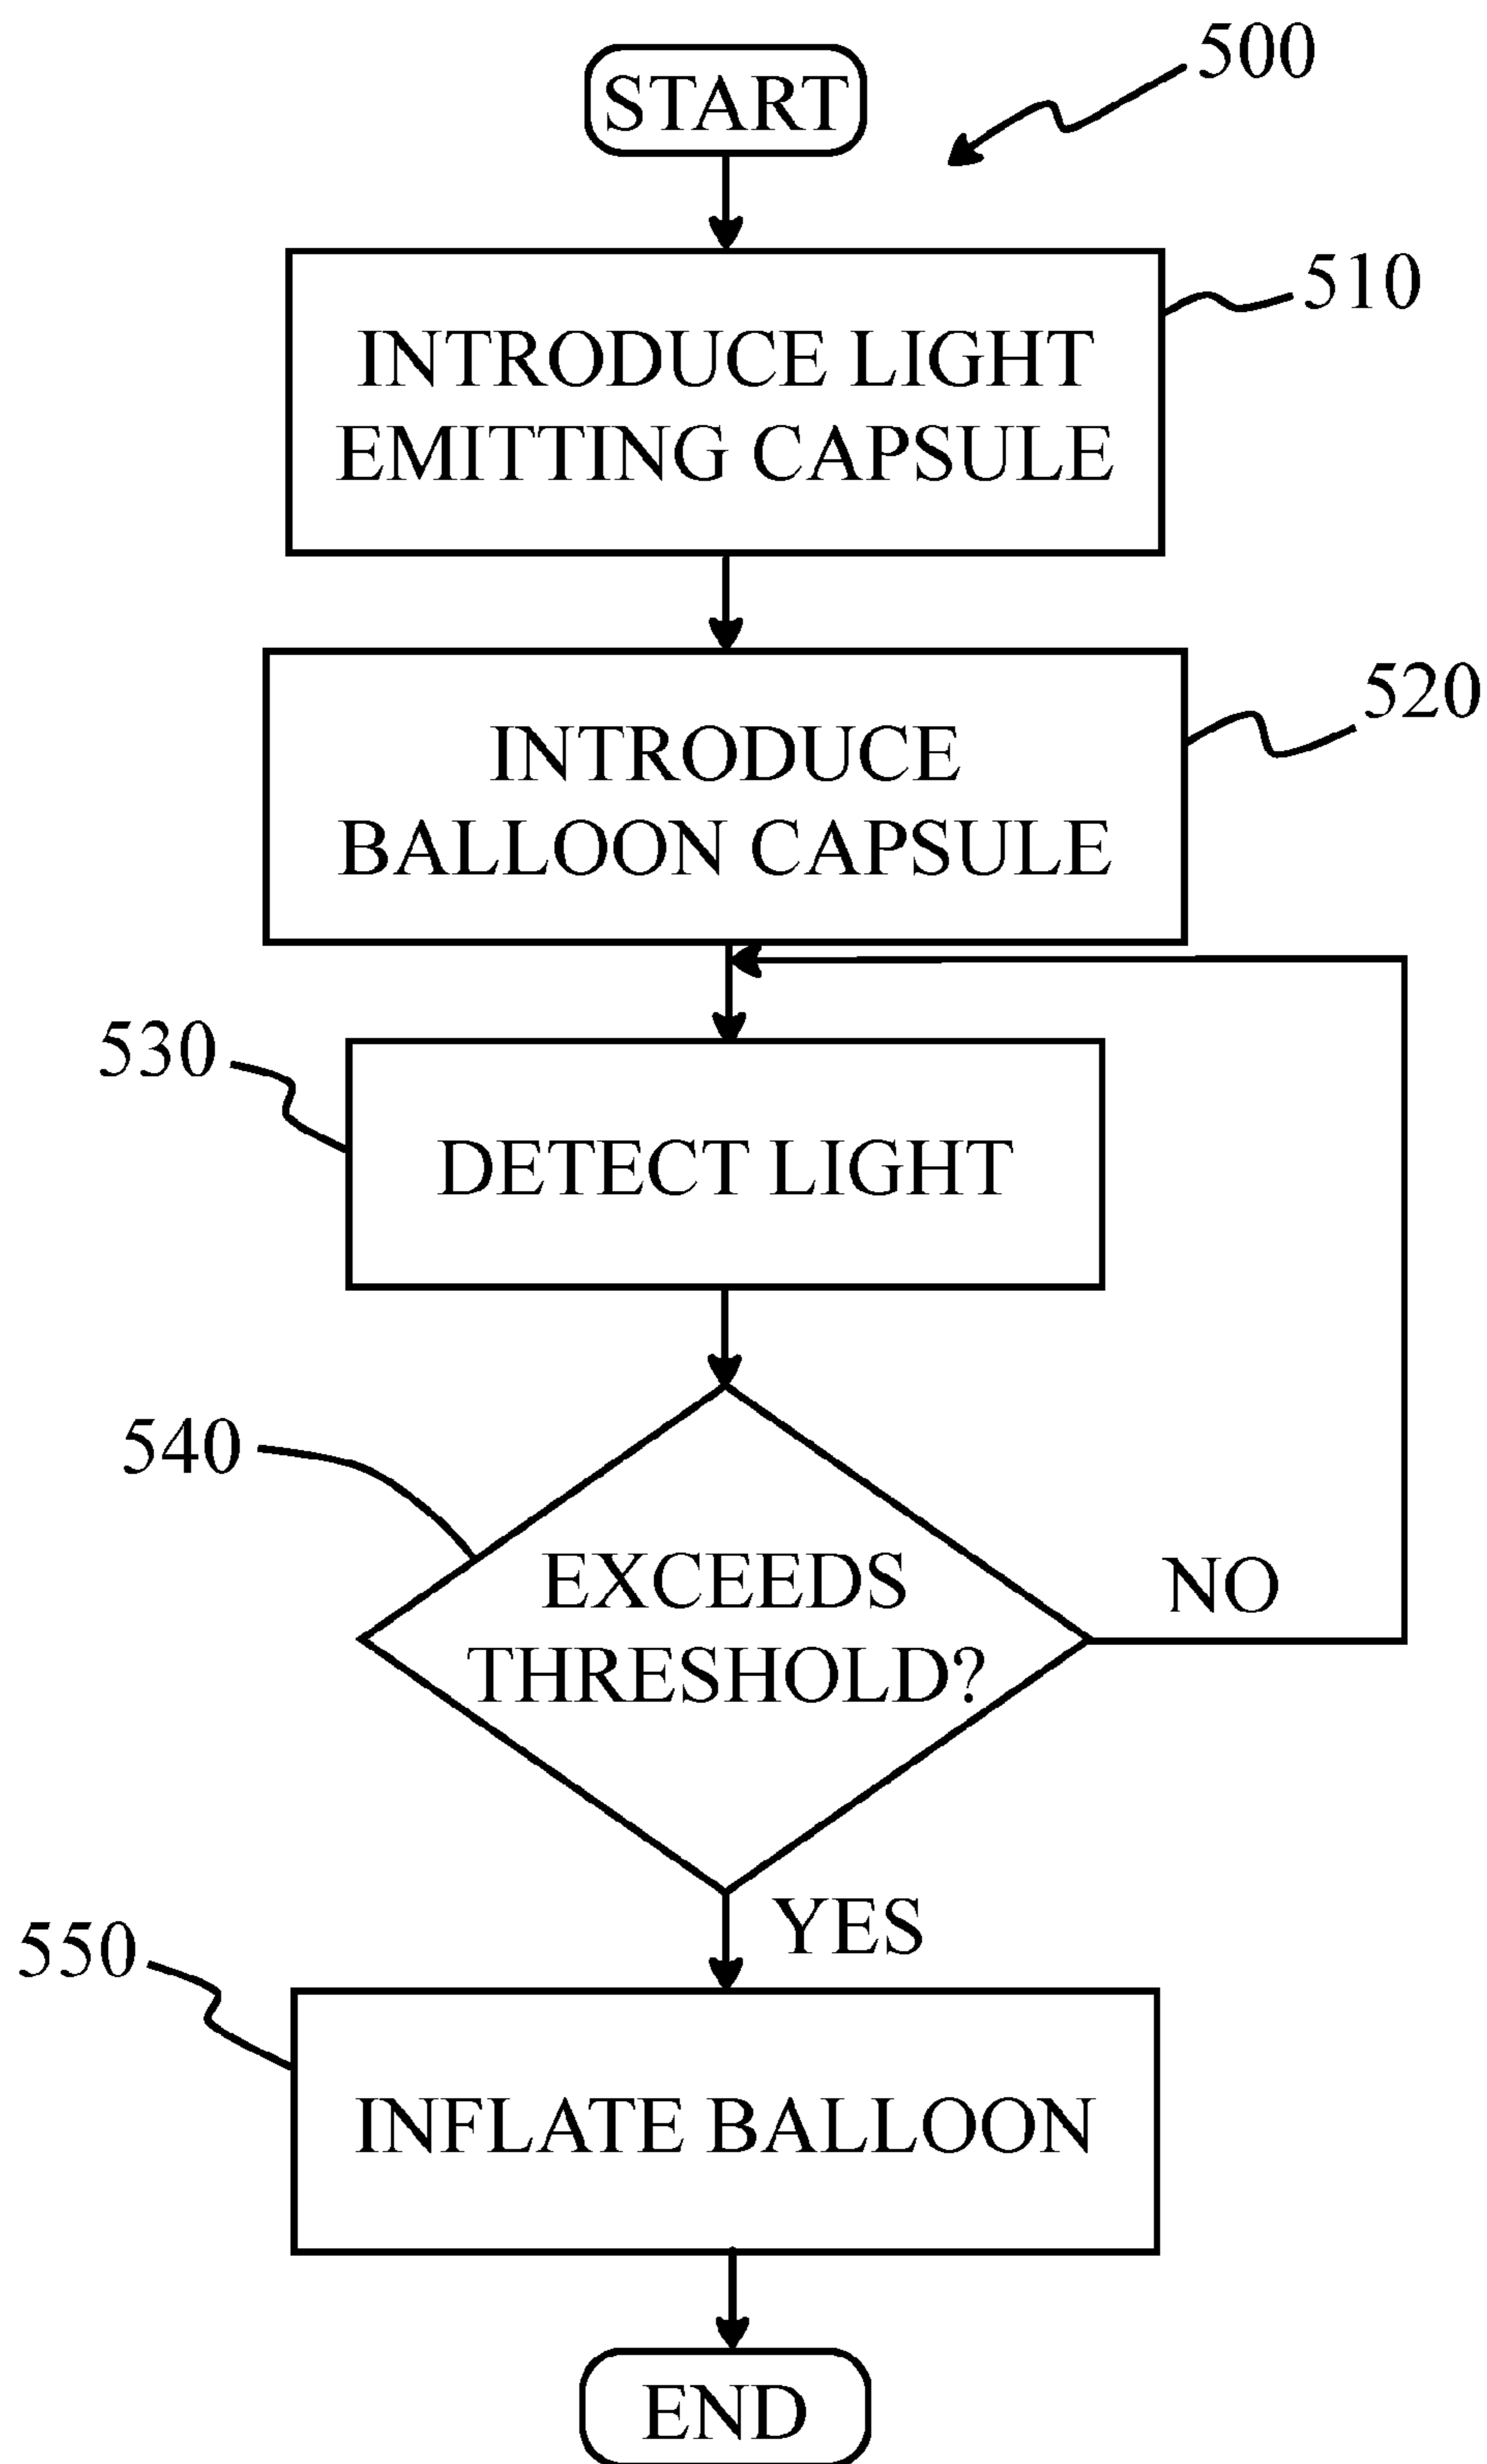 500
START
510
INTRODUCE LIGHT
EMITTING CAPSULE
520
INTRODUCE
BALLOON CAPSULE
530
DETECT LIGHT
540
EXCEEDS
THRESHOLD?
NO
YES
550
INFLATE BALLOON
END